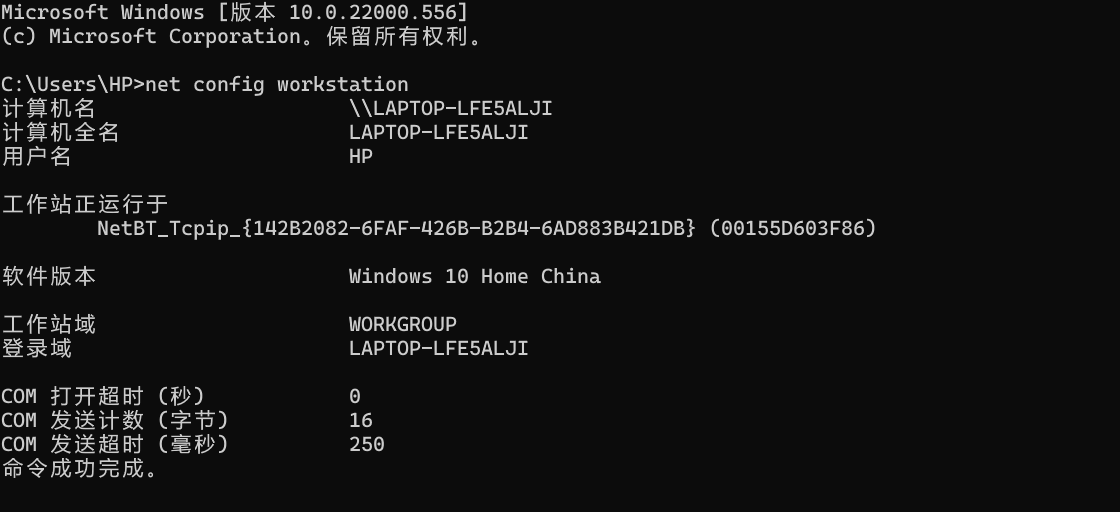 Microsoft Windows [版本 10.0.22000.556]
(c) Microsoft Corporation。保留所有权利。
C:\Users\HP>net config workstation
计算机名 \\LAPTOP-LFE5ALJI
计算机全名 LAPTOP-LFE5ALJI
用户名 HP
工作站正运行于
NetBT_Tcpip_{142B2082-6FAF-426B-B2B4-6AD883B421DB} (00155D603F86)
软件版本 Windows 10 Home China
工作站域 WORKGROUP
登录域 LAPTOP-LFE5ALJI
COM 打开超时 (秒) 0
COM 发送计数 (字节) 16
COM 发送超时 (毫秒) 250
命令成功完成。